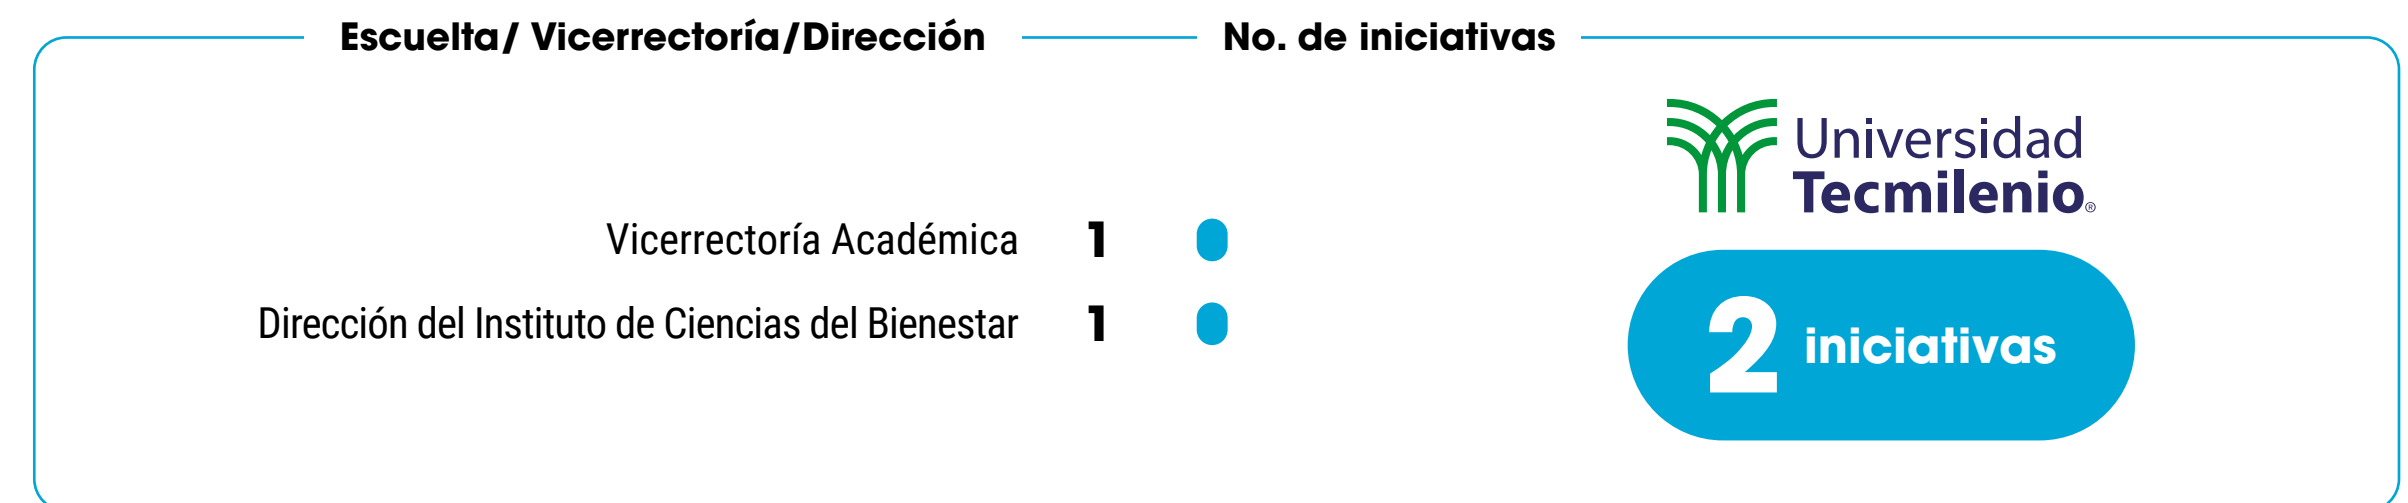 Escuelta/ Vicerrectoría/Dirección No. de iniciativas
Universidad
Tecmilenio®
Vicerrectoría Académica 1
Dirección del Instituto de Ciencias del Bienestar 1
2 iniciativas